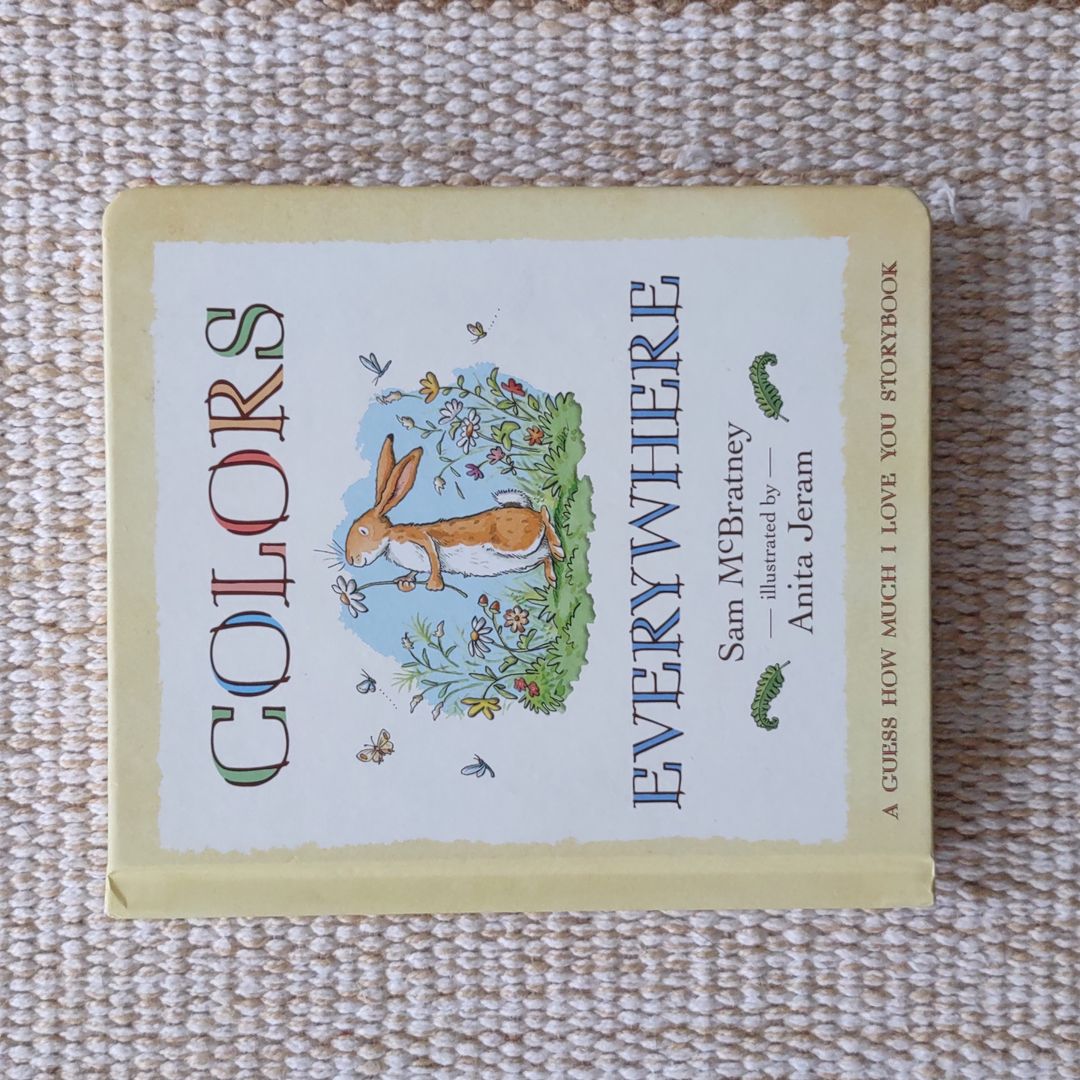 COLORS
EVERYWHERE
Sam McBratney
— illustrated by —
Anita Jeram
A GUESS HOW MUCH I LOVE YOU STORYBOOK